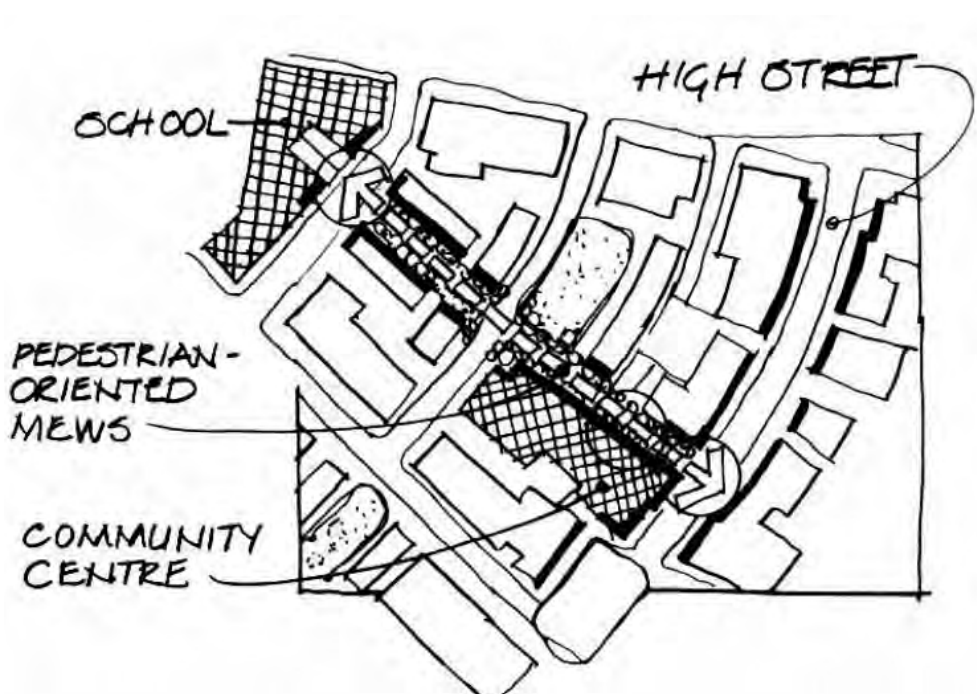 SCHOOL
HIGH STREET
PEDESTRIAN-
ORIENTED
MEWS
COMMUNITY
CENTRE